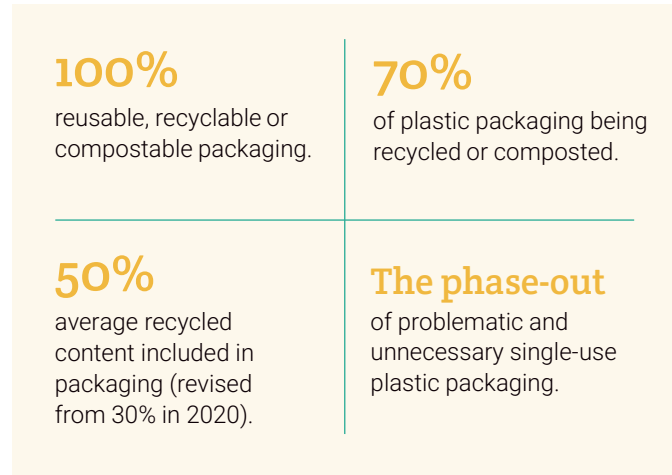 100%
reusable, recyclable or
compostable packaging.
70%
of plastic packaging being
recycled or composted.
50%
average recycled
content included in
packaging (revised
from 30% in 2020).
The phase-out
of problematic and
unnecessary single-use
plastic packaging.